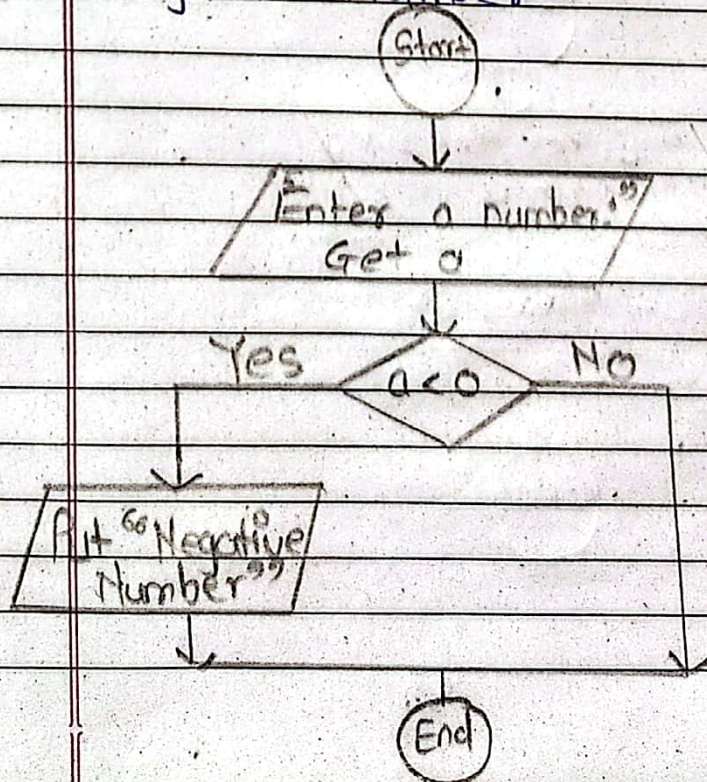 Start
"Enter a number:"
Get a
Yes
a<0
No
Put "Negative
Number"
End